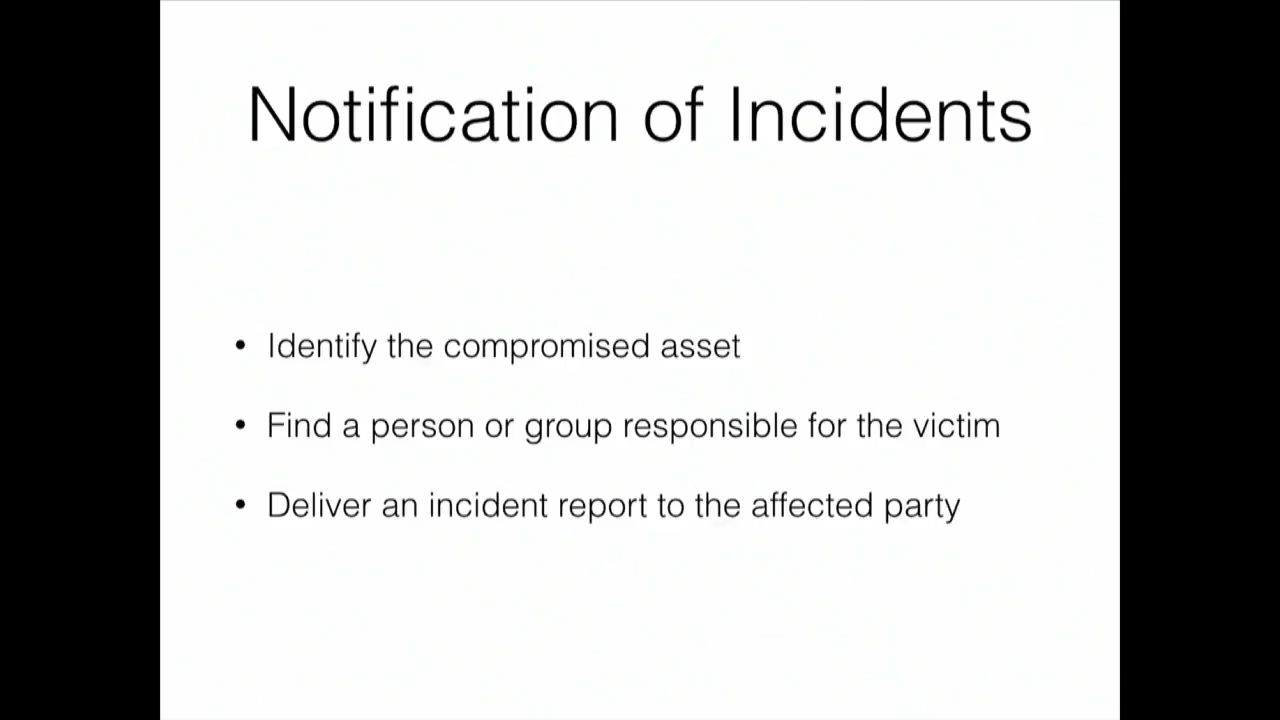 Notification of Incidents
• Identify the compromised asset
• Find a person or group responsible for the victim
• Deliver an incident report to the affected party